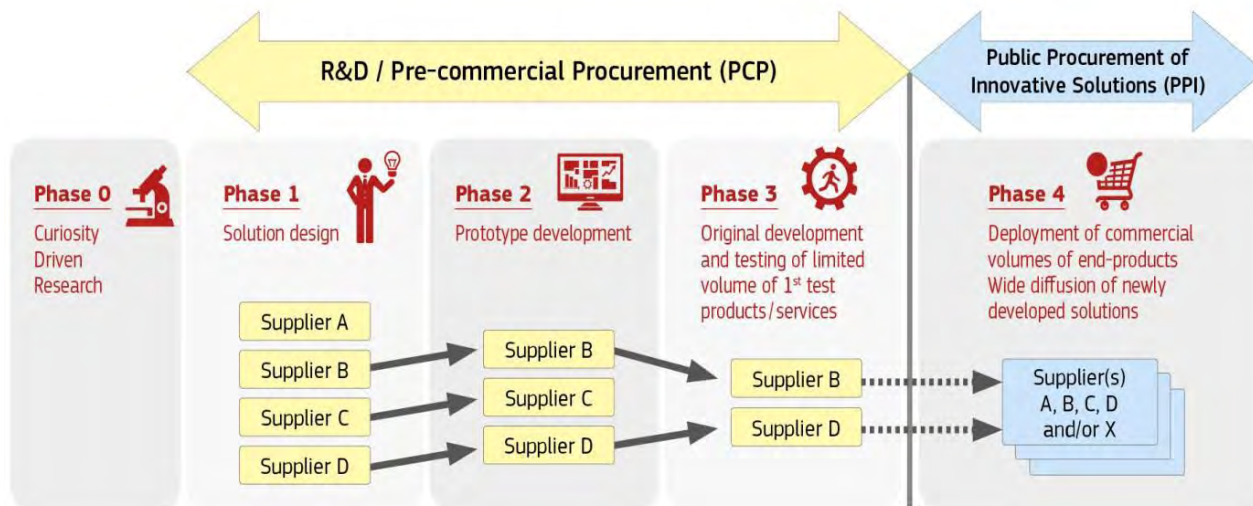 R&D / Pre-commercial Procurement (PCP)
Public Procurement of
Innovative Solutions (PPI)
Phase 0
Curiosity
Driven
Research
Phase 1
Solution design
Supplier A
Supplier B
Supplier C
Supplier D
Phase 2
Prototype development
Supplier B
Supplier C
Supplier D
Phase 3
Original development
and testing of limited
volume of 1st test
products/services
Supplier B
Supplier D
Phase 4
Deployment of commercial
volumes of end-products
Wide diffusion of newly
developed solutions
Supplier(s)
A, B, C, D
and/or X